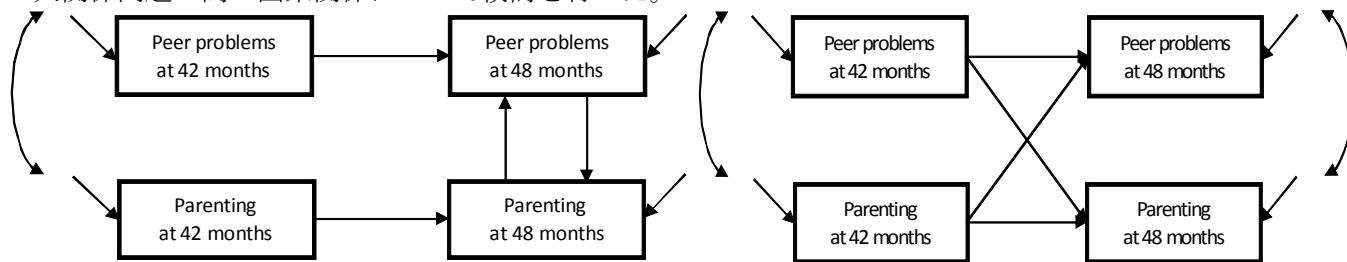 Peer problems
at 42 months
Peer problems
at 48 months
Parenting
at 42 months
Parenting
at 48 months
Peer problems
at 42 months
Peer problems
at 48 months
Parenting
at 42 months
Parenting
at 48 months